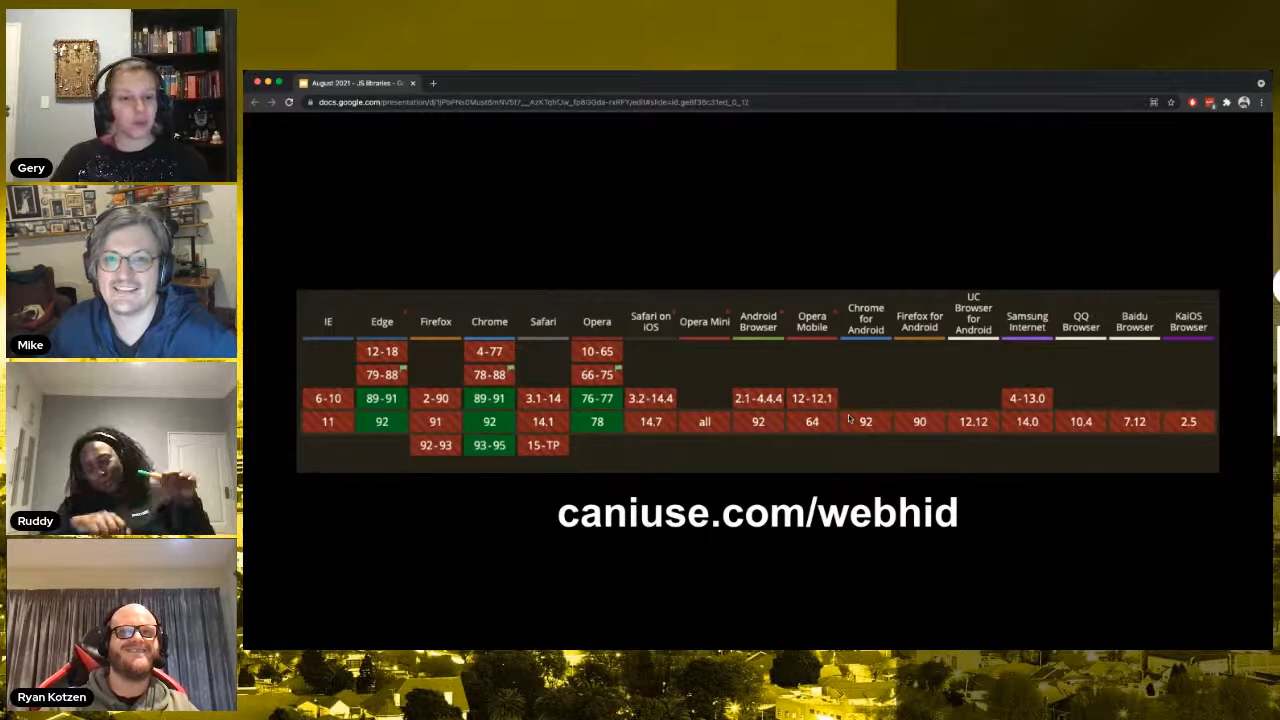 Gery
Mike
Ruddy
Ryan Kotzen
August 2021 - JS libraries - Go
IE
Edge
Firefox
Chrome
Safari
Opera
Safari on iOS
Opera Mini
Android Browser
Opera Mobile
Chrome for Android
Firefox for Android
UC Browser for Android
Samsung Internet
QQ Browser
Baidu Browser
KaiOS Browser
12-18 4-77 10-65
79-88 78-88 66-75
6-10 89-91 2-90 89-91 3.1-14 76-77 3.2-14.4 2.1-4.4.4 12-12.1 4-13.0
11 92 91 92 14.1 78 14.7 all 92 64 92 90 12.12 14.0 10.4 7.12 2.5
92-93 93-95 15-TP
caniuse.com/webhid